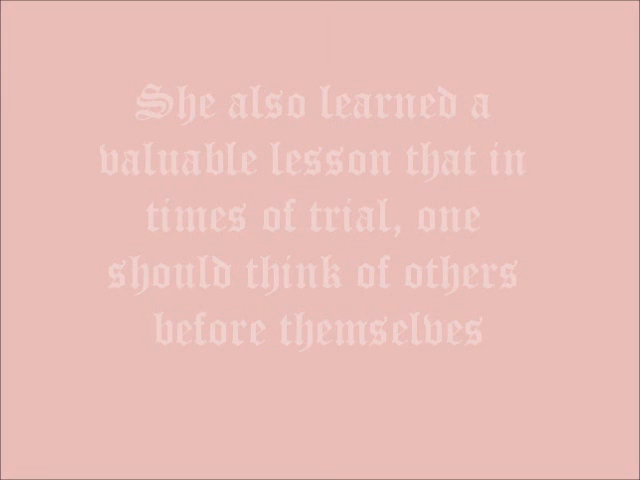 She also learned a
valuable lesson that in
times of trial, one
should think of others
before themselves